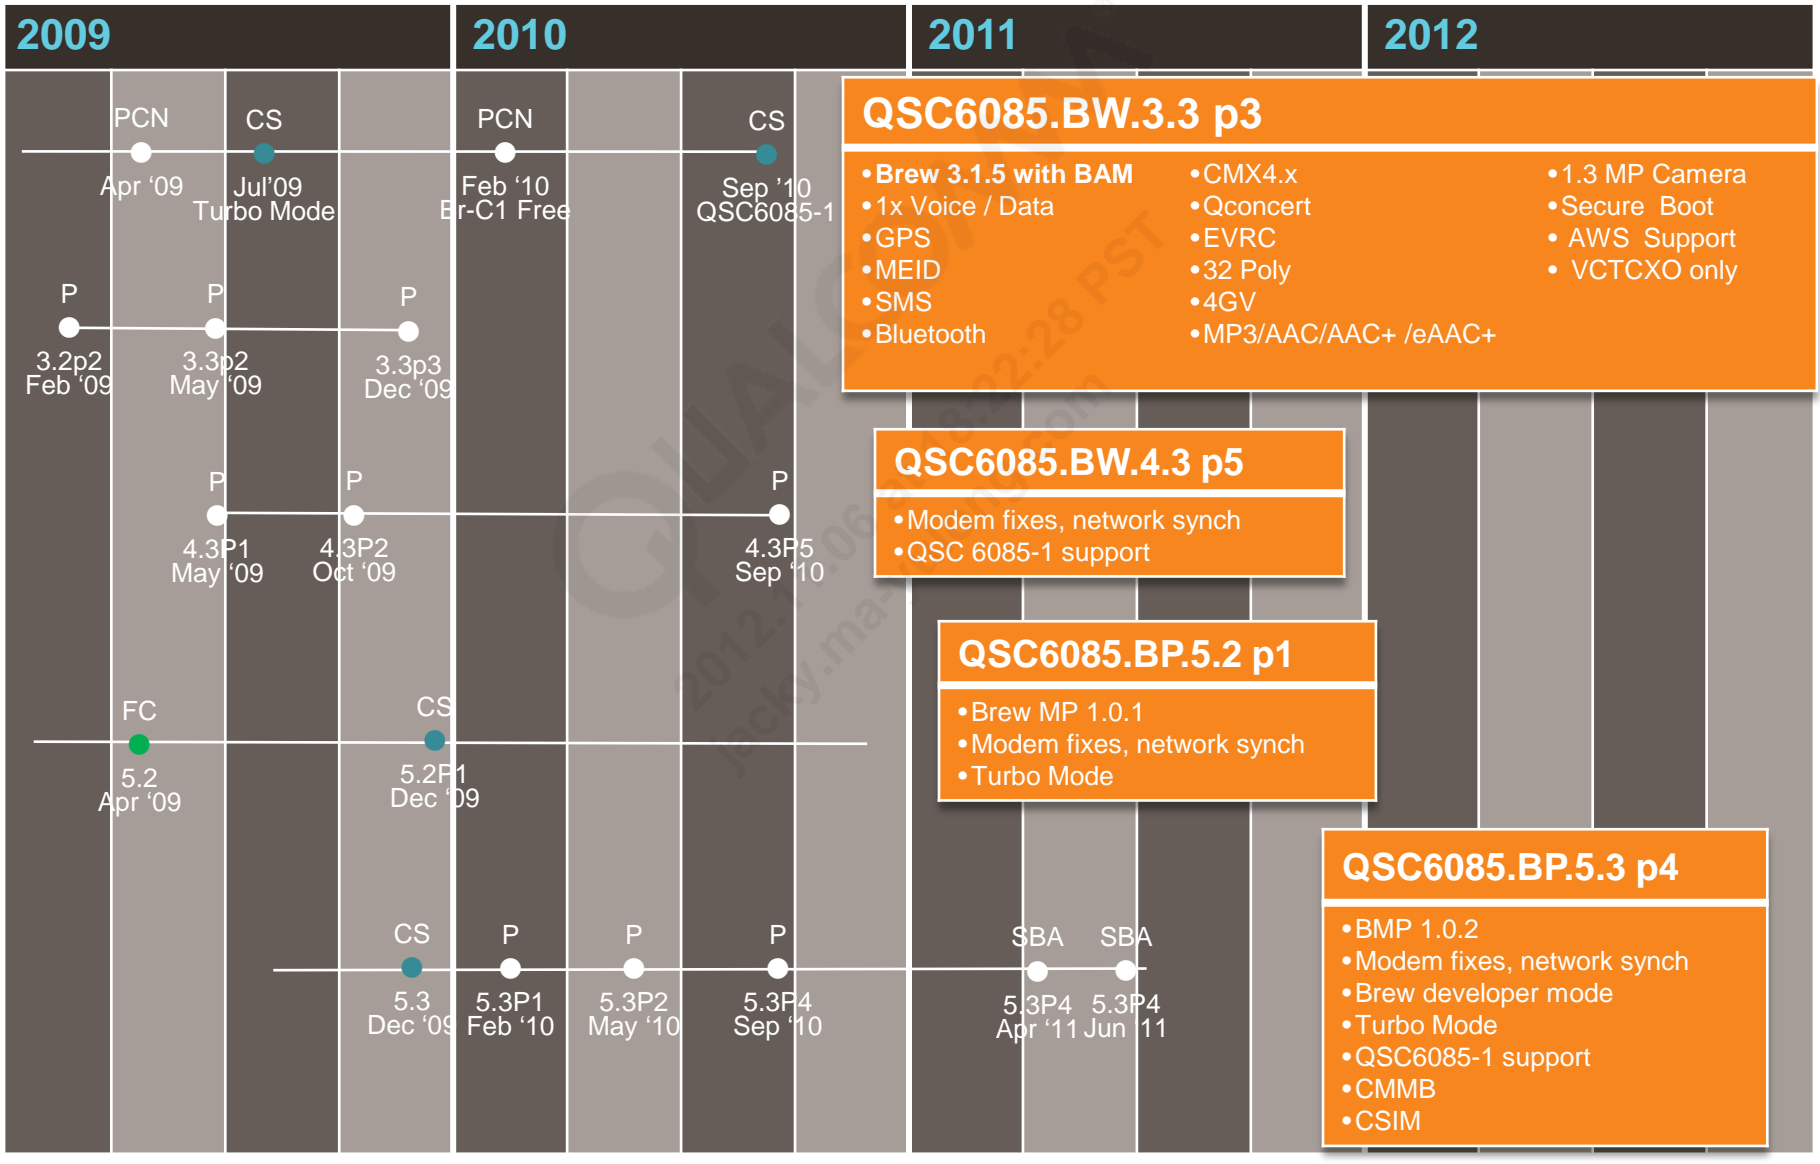 2009 2010 2011 2012
PCN CS PCN CS
Apr ‘09 Jul’09 Feb ‘10 Sep ’10
Turbo Mode Br-C1 Free QSC6085-1
QSC6085.BW.3.3 p3
•Brew 3.1.5 with BAM
•1x Voice / Data
•GPS
•MEID
•SMS
•Bluetooth
•CMX4.x
•Qconcert
•EVRC
•32 Poly
•4GV
•MP3/AAC/AAC+ /eAAC+
•1.3 MP Camera
•Secure Boot
• AWS Support
• VCTCXO only
P P P
3.2p2 3.3p2 3.3p3
Feb ‘09 May ‘09 Dec ‘09
P P P
4.3P1 4.3P2 4.3P5
May ‘09 Oct ‘09 Sep ‘10
QSC6085.BW.4.3 p5
•Modem fixes, network synch
•QSC 6085-1 support
FC CS
5.2 5.2P1
Apr ‘09 Dec ‘09
QSC6085.BP.5.2 p1
•Brew MP 1.0.1
•Modem fixes, network synch
•Turbo Mode
CS P P P SBA SBA
5.3 5.3P1 5.3P2 5.3P4 5.3P4 5.3P4
Dec ‘09 Feb ‘10 May ‘10 Sep ‘10 Apr ‘11 Jun ‘11
QSC6085.BP.5.3 p4
•BMP 1.0.2
•Modem fixes, network synch
•Brew developer mode
•Turbo Mode
•QSC6085-1 support
•CMMB
•CSIM
QUALCOMM